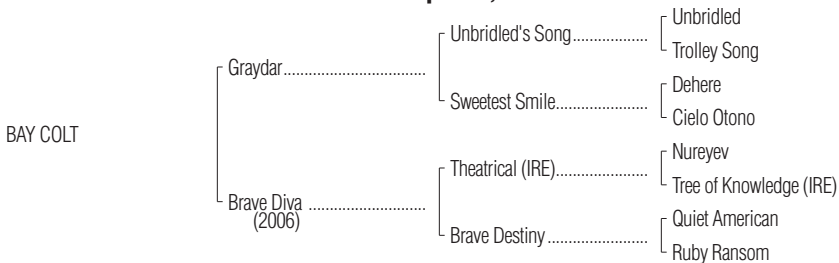 Unbridled
Unbridled's Song..................
Trolley Song
Graydar..................................
Dehere
Sweetest Smile......................
Cielo Otono
BAY COLT
Nureyev
Theatrical (IRE)......................
Tree of Knowledge (IRE)
Brave Diva ............................
(2006)
Quiet American
Brave Destiny ........................
Ruby Ransom